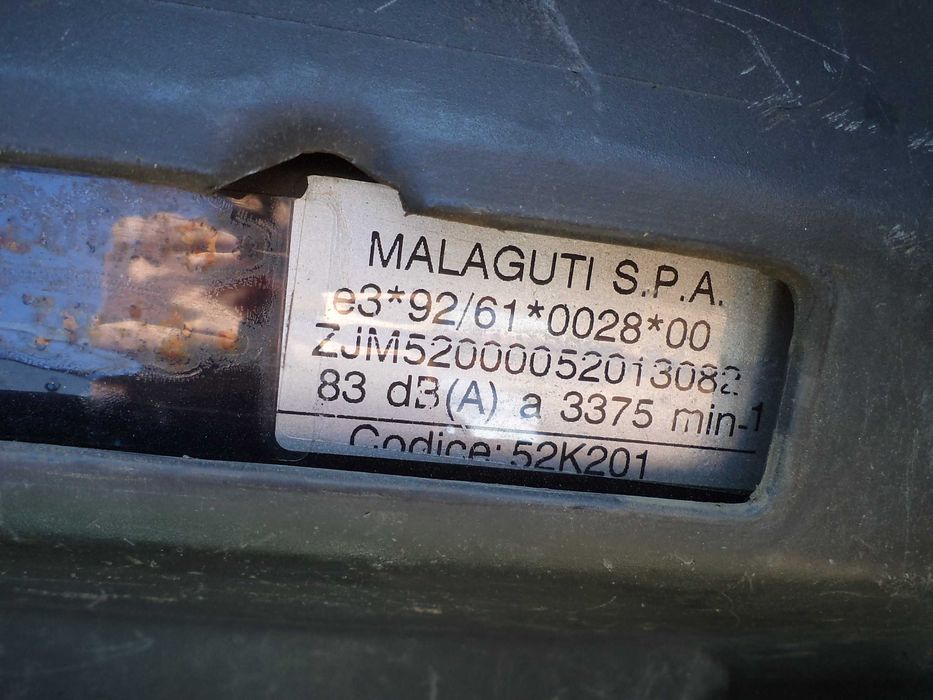 MALAGUTI S.P.A.
e3*92/61*0028*00
ZJM52000052013082
83 dB(A) a 3375 min-1
Codice: 52K201